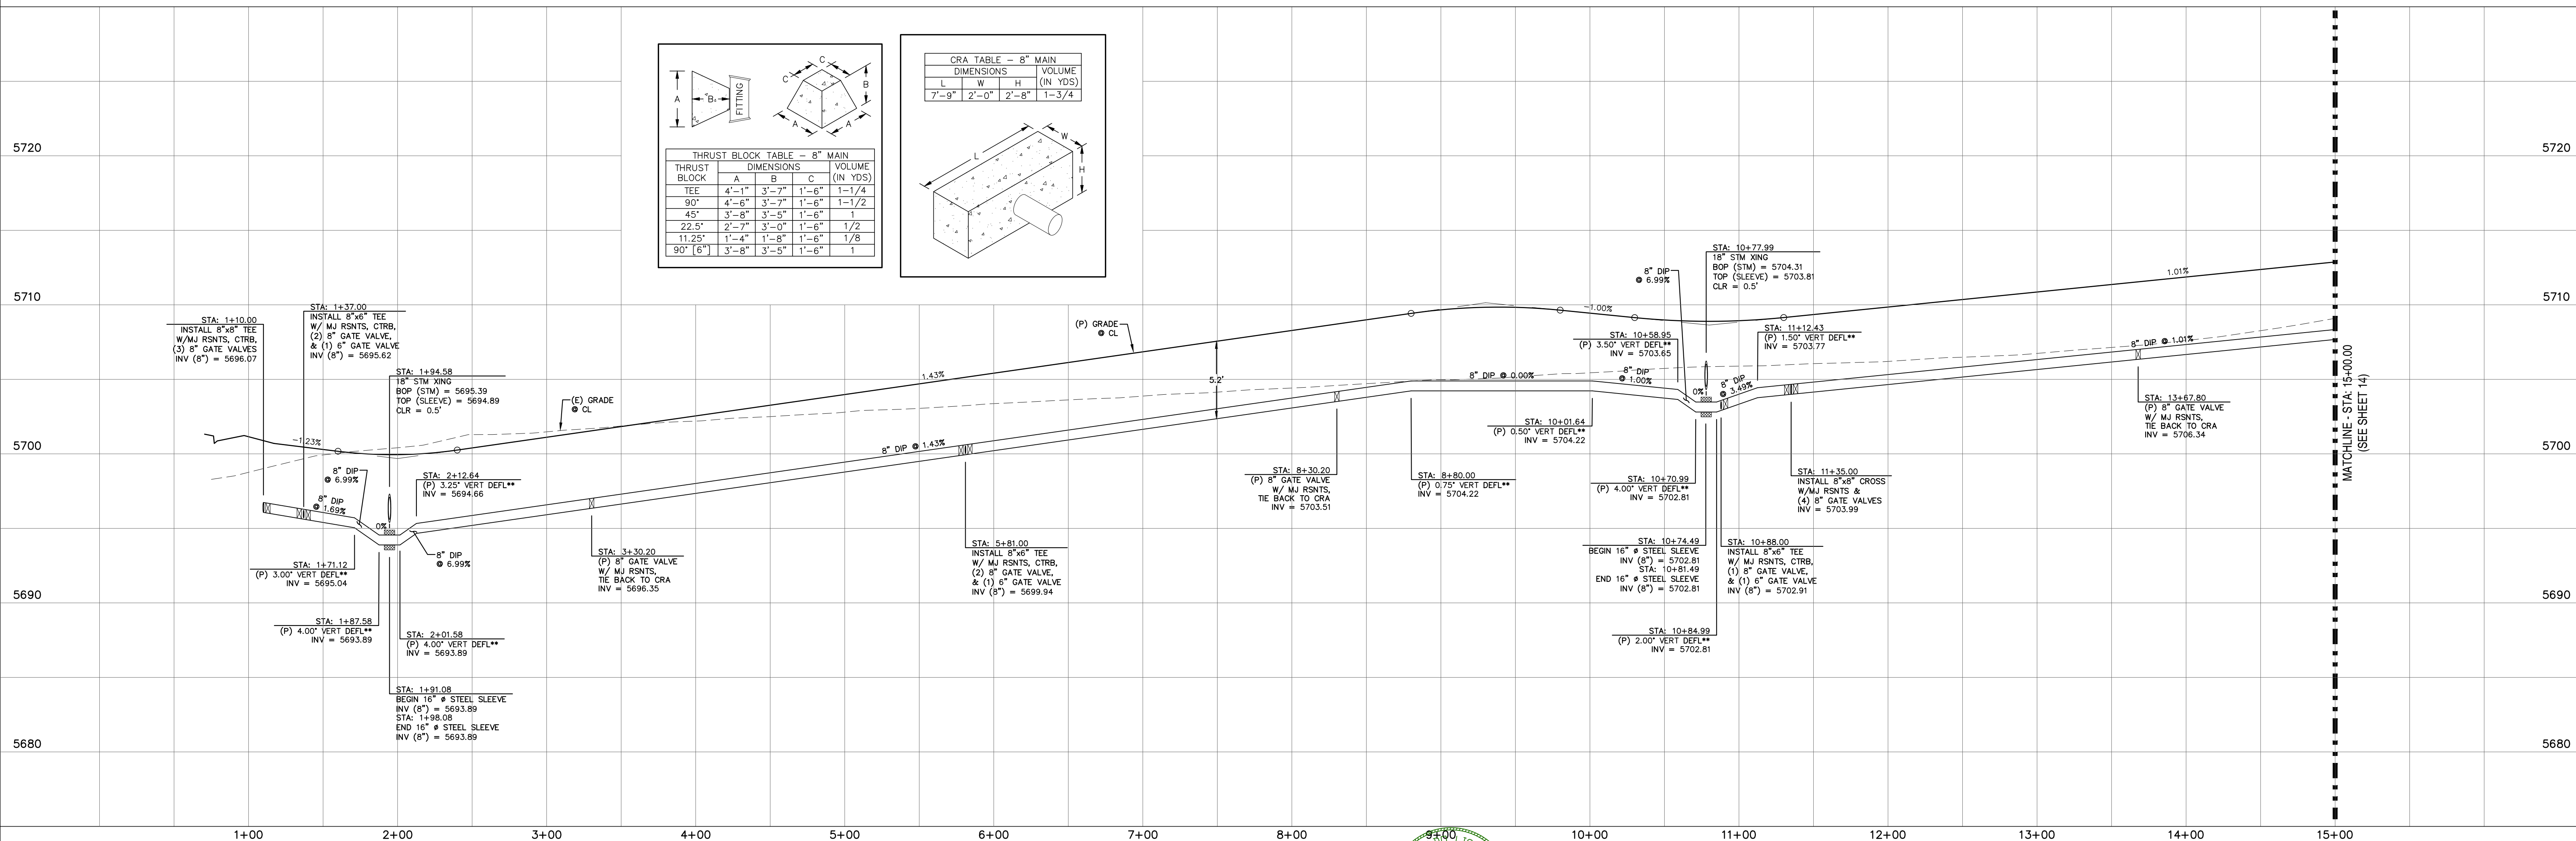 THRUST BLOCK TABLE – 8" MAIN
THRUST BLOCK DIMENSIONS VOLUME (IN YDS)
A B C
TEE 4'-1" 3'-7" 1'-6" 1-1/4
90° 4'-6" 3'-7" 1'-6" 1-1/2
45° 3'-8" 3'-5" 1'-6" 1
22.5° 2'-7" 3'-0" 1'-6" 1/2
11.25° 1'-4" 1'-8" 1'-6" 1/8
90° [6"] 3'-8" 3'-5" 1'-6" 1
A
B
FITTING
C
C
B
A
A
CRA TABLE – 8" MAIN
DIMENSIONS VOLUME (IN YDS)
L W H
7'-9" 2'-0" 2'-8" 1-3/4
L
W
H
5720
5710
5700
5690
5680
5720
5710
5700
5690
5680
STA: 1+10.00
INSTALL 8"x8" TEE
W/MJ RSNTS, CTRB,
(3) 8" GATE VALVES
INV (8") = 5696.07
STA: 1+37.00
INSTALL 8"x6" TEE
W/ MJ RSNTS, CTRB,
(2) 8" GATE VALVE,
& (1) 6" GATE VALVE
INV (8") = 5695.62
STA: 1+94.58
18" STM XING
BOP (STM) = 5695.39
TOP (SLEEVE) = 5694.89
CLR = 0.5'
-1.23%
8" DIP
@ 6.99%
8" DIP
@ 1.69%
0%
STA: 2+12.64
(P) 3.25° VERT DEFL**
INV = 5694.66
8" DIP
@ 6.99%
STA: 1+71.12
(P) 3.00° VERT DEFL**
INV = 5695.04
STA: 1+87.58
(P) 4.00° VERT DEFL**
INV = 5693.89
STA: 2+01.58
(P) 4.00° VERT DEFL**
INV = 5693.89
STA: 1+91.08
BEGIN 16" ø STEEL SLEEVE
INV (8") = 5693.89
STA: 1+98.08
END 16" ø STEEL SLEEVE
INV (8") = 5693.89
(E) GRADE
@ CL
STA: 3+30.20
(P) 8" GATE VALVE
W/ MJ RSNTS,
TIE BACK TO CRA
INV = 5696.35
1.43%
8" DIP @ 1.43%
STA: 5+81.00
INSTALL 8"x6" TEE
W/ MJ RSNTS, CTRB,
(2) 8" GATE VALVE,
& (1) 6" GATE VALVE
INV (8") = 5699.94
(P) GRADE
@ CL
5.2'
STA: 8+30.20
(P) 8" GATE VALVE
W/ MJ RSNTS,
TIE BACK TO CRA
INV = 5703.51
STA: 8+80.00
(P) 0.75° VERT DEFL**
INV = 5704.22
8" DIP @ 0.00%
-1.00%
STA: 10+01.64
(P) 0.50° VERT DEFL**
INV = 5704.22
8" DIP
@ 1.00%
STA: 10+58.95
(P) 3.50° VERT DEFL**
INV = 5703.65
8" DIP
@ 6.99%
STA: 10+77.99
18" STM XING
BOP (STM) = 5704.31
TOP (SLEEVE) = 5703.81
CLR = 0.5'
0%
8" DIP
@ 3.49%
STA: 11+12.43
(P) 1.50° VERT DEFL**
INV = 5703.77
STA: 10+70.99
(P) 4.00° VERT DEFL**
INV = 5702.81
STA: 10+74.49
BEGIN 16" ø STEEL SLEEVE
INV (8") = 5702.81
STA: 10+81.49
END 16" ø STEEL SLEEVE
INV (8") = 5702.81
STA: 10+84.99
(P) 2.00° VERT DEFL**
INV = 5702.81
STA: 10+88.00
INSTALL 8"x6" TEE
W/ MJ RSNTS, CTRB,
(1) 8" GATE VALVE,
& (1) 6" GATE VALVE
INV (8") = 5702.91
STA: 11+35.00
INSTALL 8"x8" CROSS
W/MJ RSNTS &
(4) 8" GATE VALVES
INV (8") = 5703.99
1.01%
8" DIP @ 1.01%
STA: 13+67.80
(P) 8" GATE VALVE
W/ MJ RSNTS,
TIE BACK TO CRA
INV = 5706.34
MATCHLINE - STA: 15+00.00
(SEE SHEET 14)
1+00 2+00 3+00 4+00 5+00 6+00 7+00 8+00 9+00 10+00 11+00 12+00 13+00 14+00 15+00